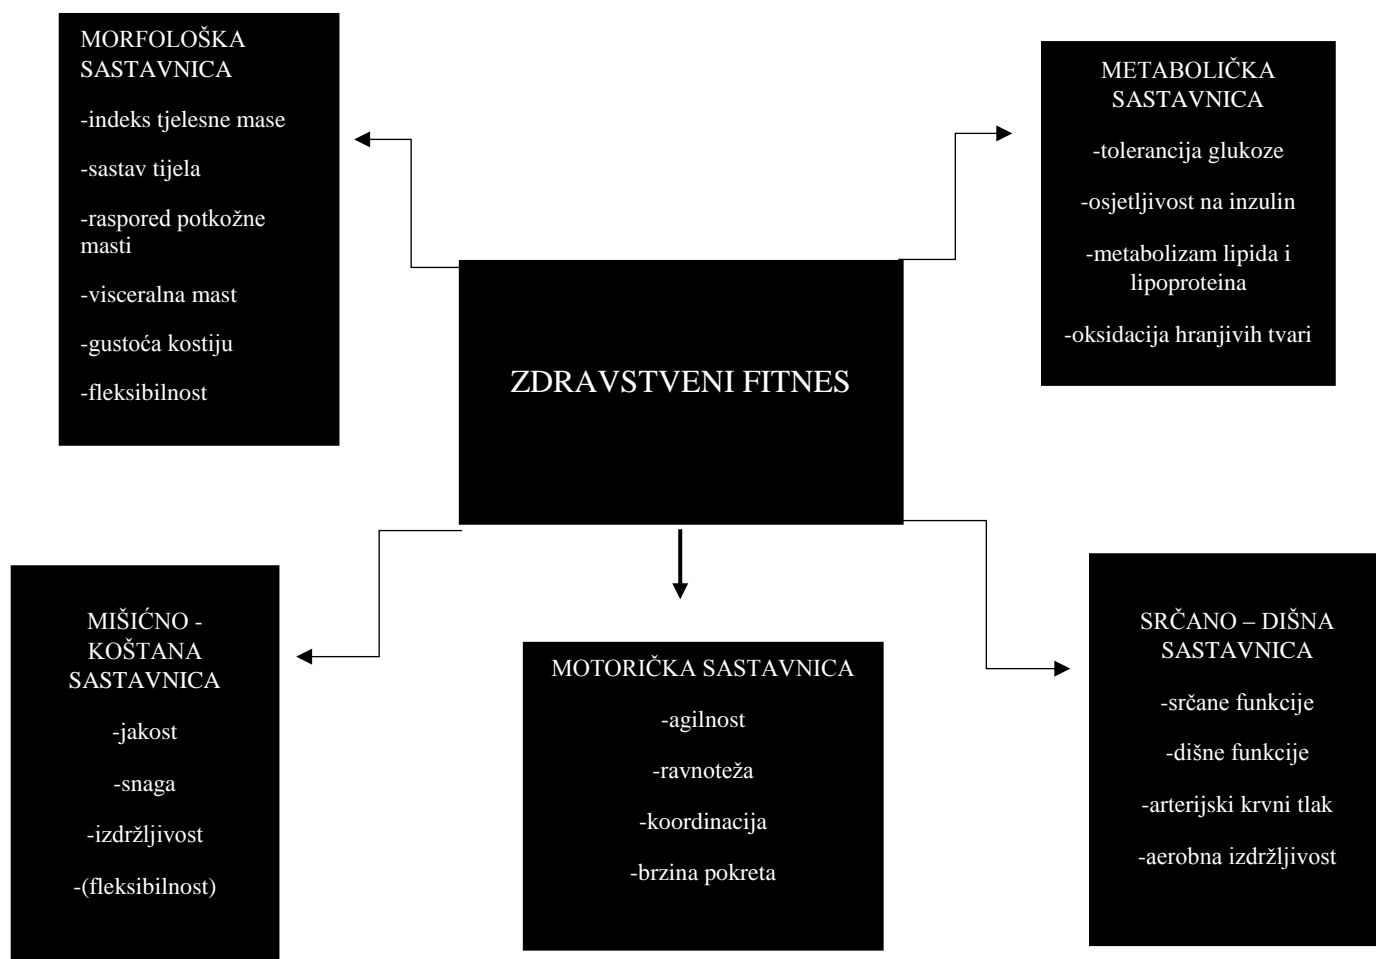 MORFOLOŠKA
SASTAVNICA
-indeks tjelesne mase
-sastav tijela
-raspored potkožne
masti
-visceralna mast
-gustoća kostiju
-fleksibilnost
METABOLIČKA
SASTAVNICA
-tolerancija glukoze
-osjetljivost na inzulin
-metabolizam lipida i
lipoproteina
-oksidacija hranjivih tvari
ZDRAVSTVENI FITNES
MIŠIĆNO -
KOŠTANA
SASTAVNICA
-jakost
-snaga
-izdržljivost
-(fleksibilnost)
MOTORIČKA SASTAVNICA
-agilnost
-ravnoteža
-koordinacija
-brzina pokreta
SRČANO – DIŠNA
SASTAVNICA
-srčane funkcije
-dišne funkcije
-arterijski krvni tlak
-aerobna izdržljivost